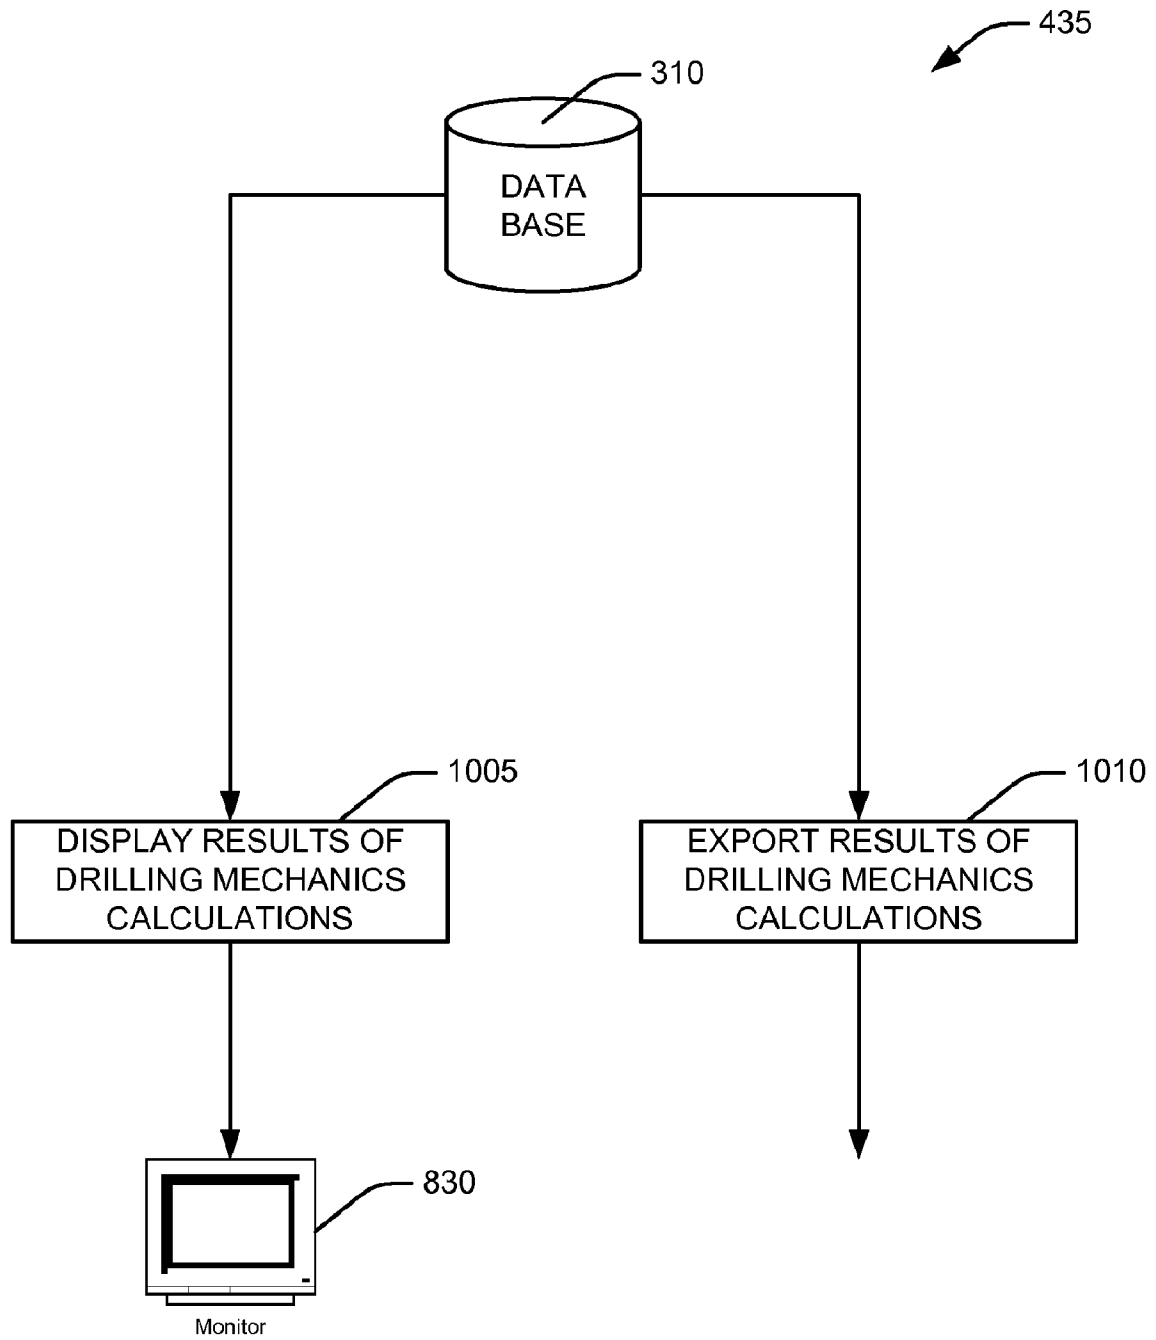 435
310
DATA
BASE
1005
1010
DISPLAY RESULTS OF
DRILLING MECHANICS
CALCULATIONS
EXPORT RESULTS OF
DRILLING MECHANICS
CALCULATIONS
830
Monitor